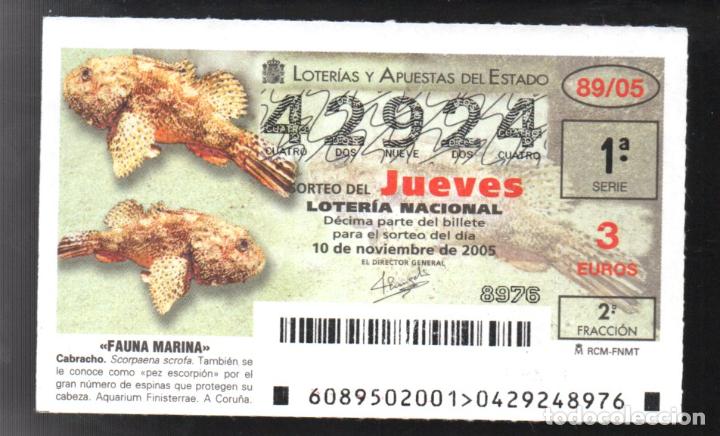 LOTERÍAS Y APUESTAS DEL ESTADO
89/05
42924
CUATRO DOS NUEVE DOS CUATRO
1ª
SERIE
SORTEO DEL Jueves
LOTERÍA NACIONAL
Décima parte del billete
para el sorteo del día
10 de noviembre de 2005
EL DIRECTOR GENERAL
3
EUROS
8976
2ª
FRACCIÓN
M RCM-FNMT
«FAUNA MARINA»
Cabracho. Scorpaena scrofa. También se
le conoce como «pez escorpión» por el
gran número de espinas que protegen su
cabeza. Aquarium Finisterrae. A Coruña.
6089502001>0429248976
todocoleccion